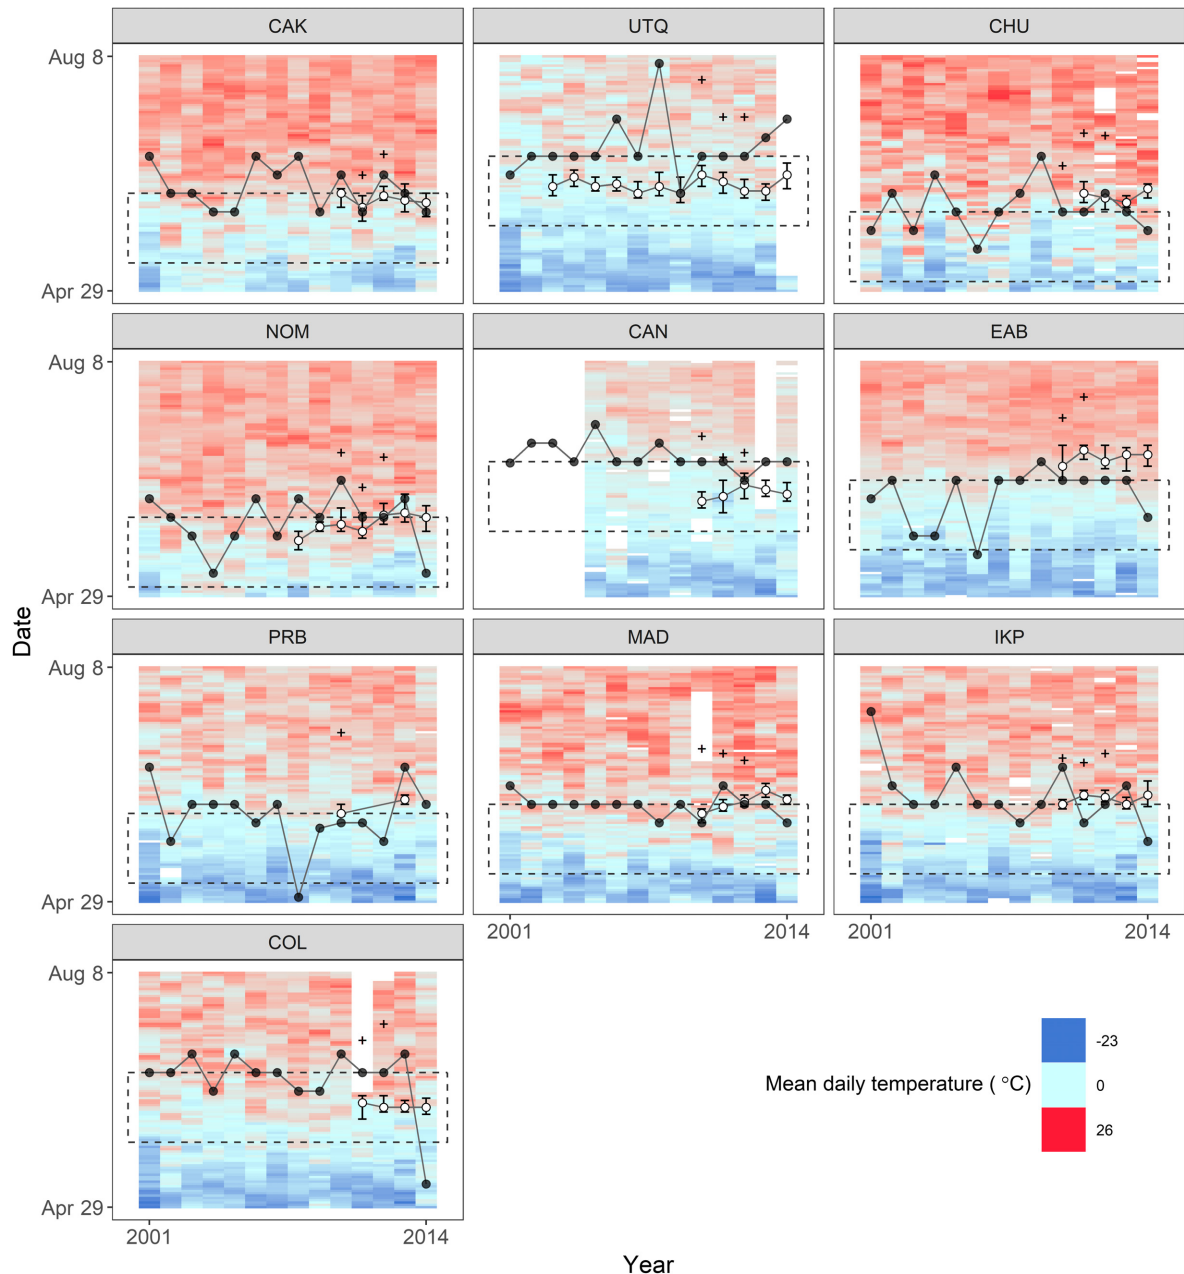 CAK
UTQ
CHU
Aug 8
Apr 29
NOM
CAN
EAB
Aug 8
Apr 29
PRB
MAD
IKP
Aug 8
Apr 29
2001
2014
2001
2014
COL
Aug 8
Apr 29
2001
2014
Date
Year
Mean daily temperature ( °C)
-23
0
26